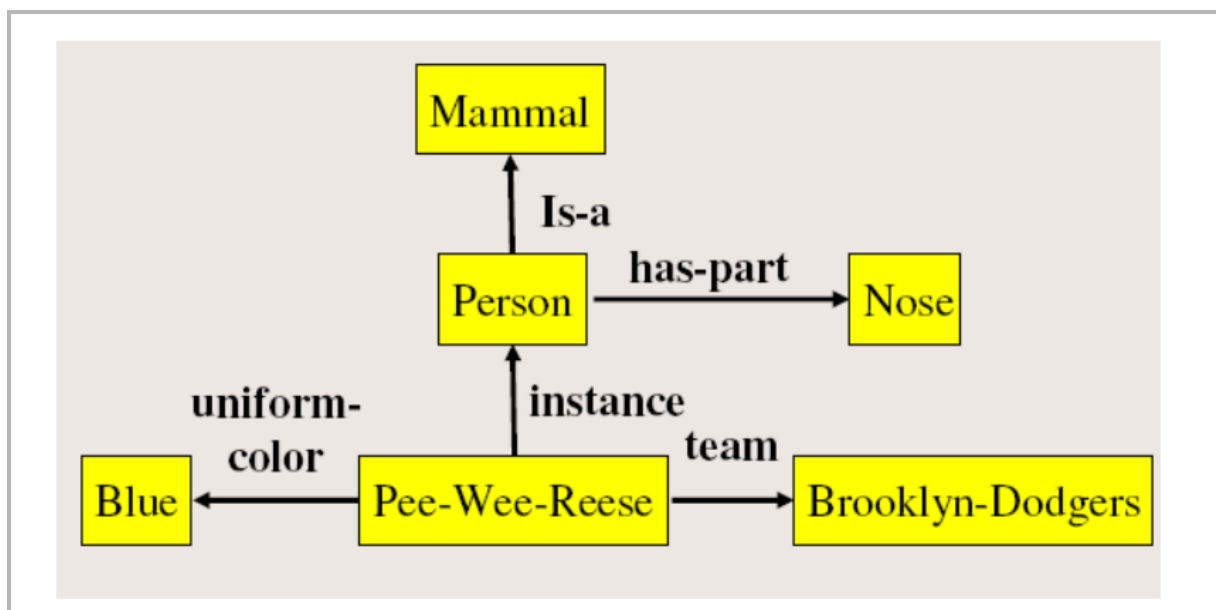 Mammal
Is-a
has-part
Person
Nose
uniform-
color
instance
team
Blue
Pee-Wee-Reese
Brooklyn-Dodgers